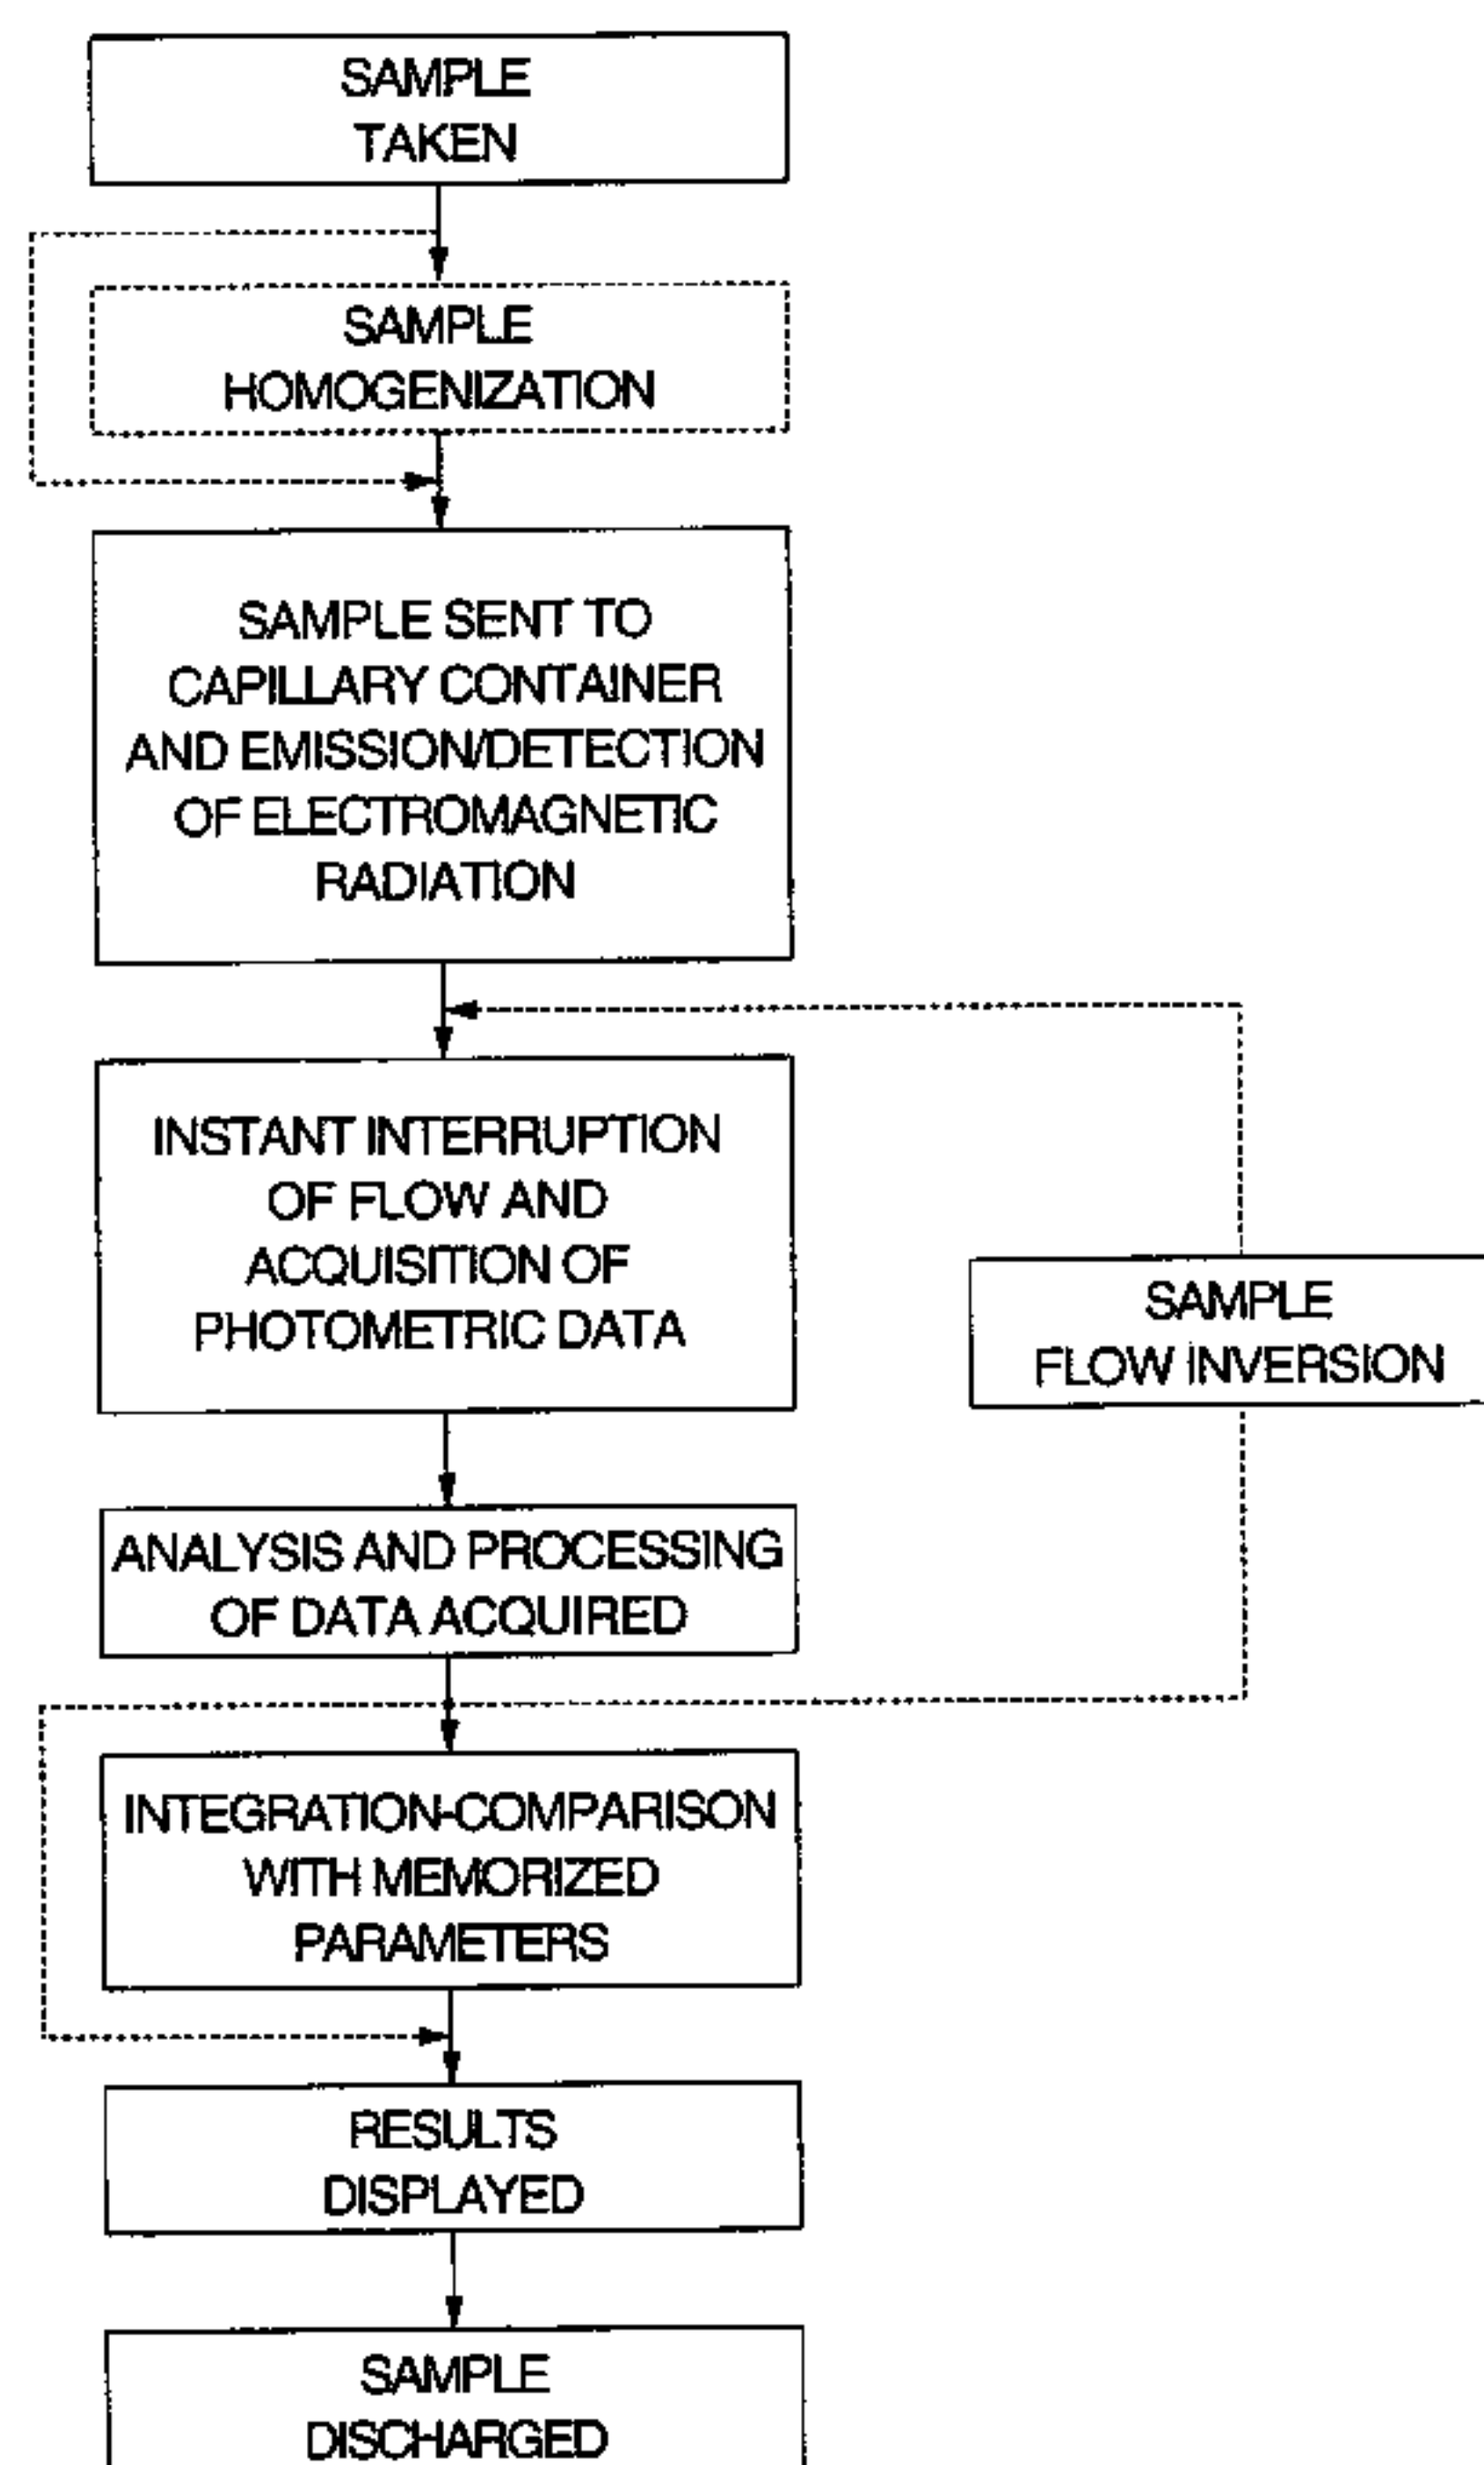 SAMPLE
TAKEN
SAMPLE
HOMOGENIZATION
SAMPLE SENT TO
CAPILLARY CONTAINER
AND EMISSION/DETECTION
OF ELECTROMAGNETIC
RADIATION
INSTANT INTERRUPTION
OF FLOW AND
ACQUISITION OF
PHOTOMETRIC DATA
SAMPLE
FLOW INVERSION
ANALYSIS AND PROCESSING
OF DATA ACQUIRED
INTEGRATION-COMPARISON
WITH MEMORIZED
PARAMETERS
RESULTS
DISPLAYED
SAMPLE
DISCHARGED